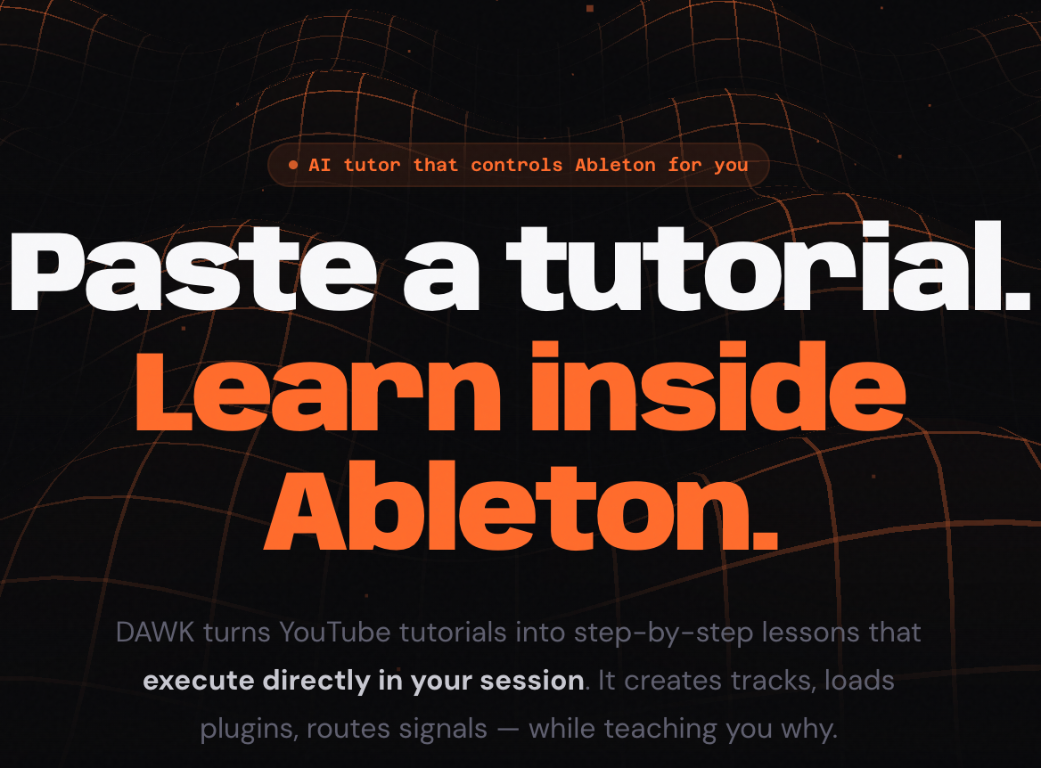 AI tutor that controls Ableton for you
Paste a tutorial.
Learn inside
Ableton.
DAWK turns YouTube tutorials into step-by-step lessons that
execute directly in your session. It creates tracks, loads
plugins, routes signals — while teaching you why.